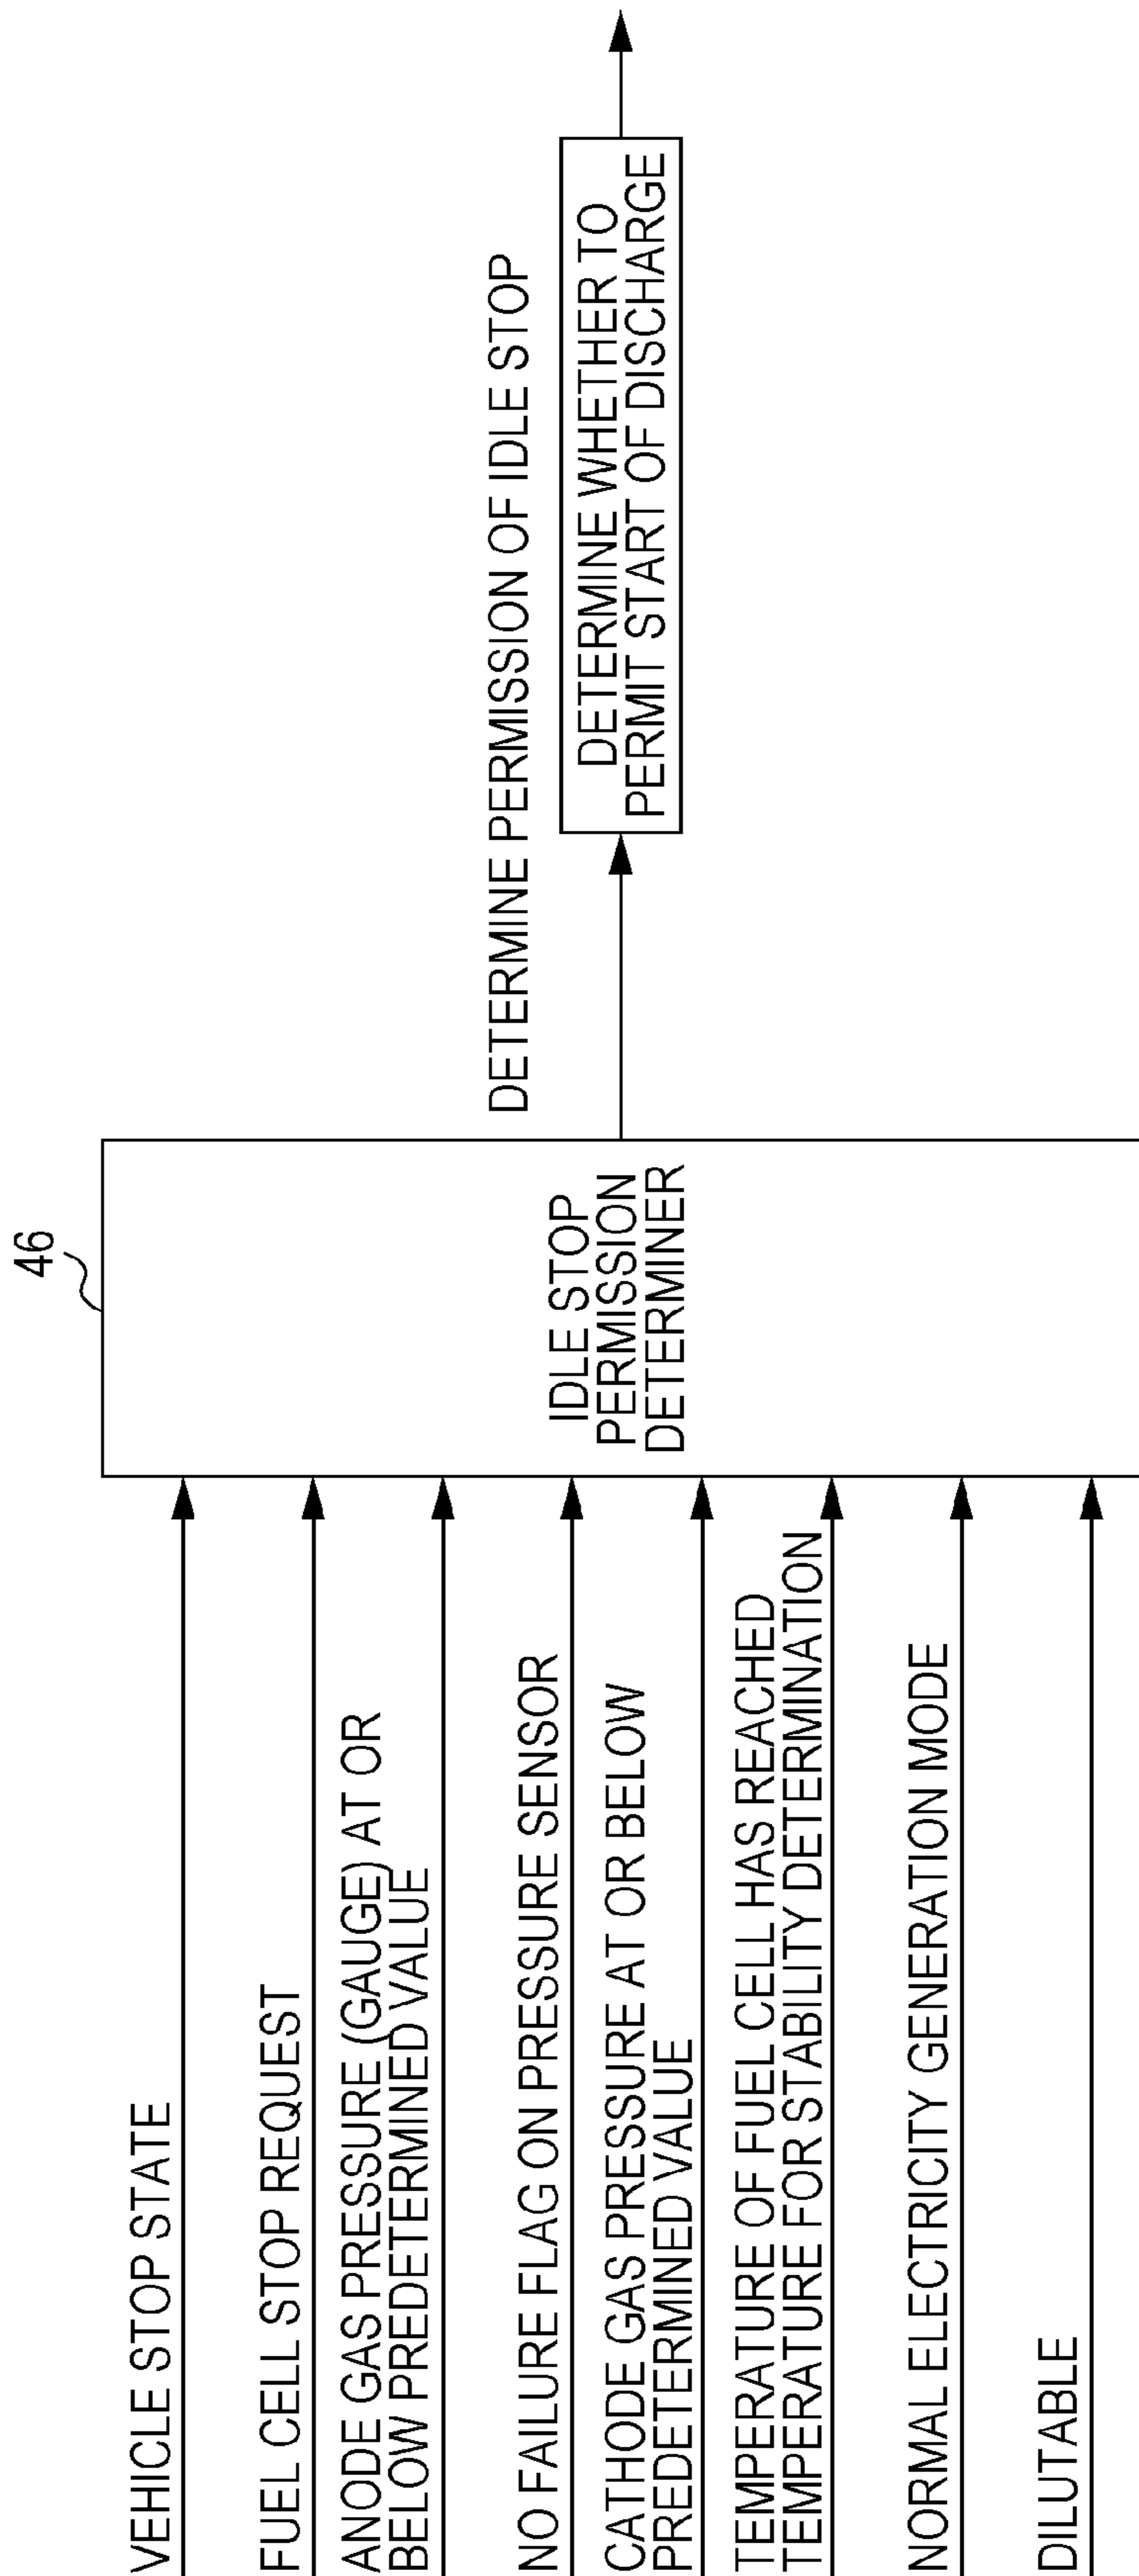 46
VEHICLE STOP STATE
FUEL CELL STOP REQUEST
ANODE GAS PRESSURE (GAUGE) AT OR
BELOW PREDETERMINED VALUE
NO FAILURE FLAG ON PRESSURE SENSOR
CATHODE GAS PRESSURE AT OR BELOW
PREDETERMINED VALUE
TEMPERATURE OF FUEL CELL HAS REACHED
TEMPERATURE FOR STABILITY DETERMINATION
NORMAL ELECTRICITY GENERATION MODE
DILUTABLE
IDLE STOP
PERMISSION
DETERMINER
DETERMINE PERMISSION OF IDLE STOP
DETERMINE WHETHER TO
PERMIT START OF DISCHARGE